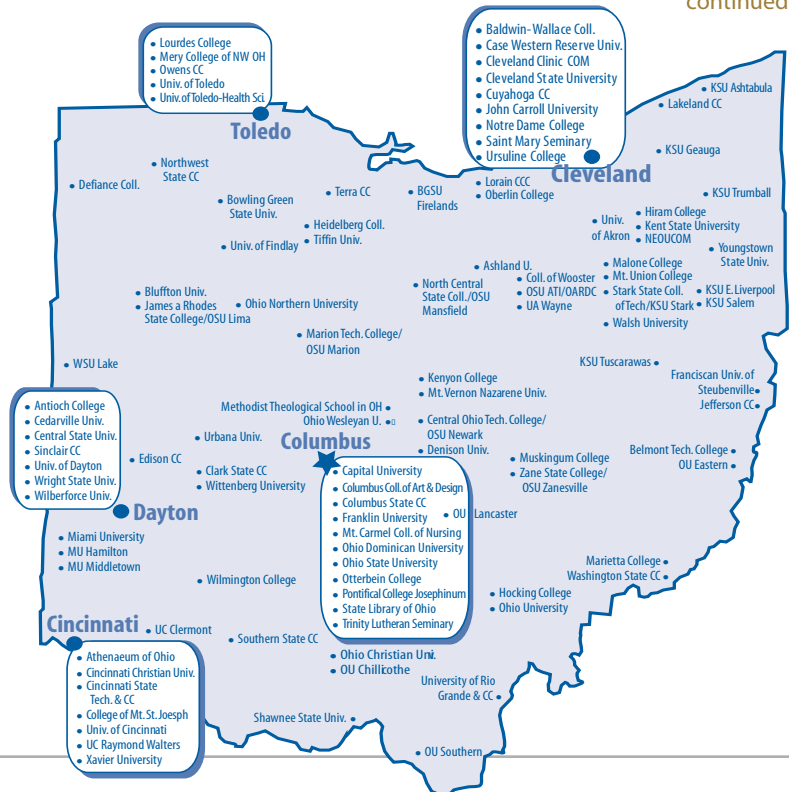 continued
Lourdes College
Mery College of NW OH
Owens CC
Univ. of Toledo
Univ. of Toledo-Health Sci.
Toledo
Baldwin-Wallace Coll.
Case Western Reserve Univ.
Cleveland Clinic COM
Cleveland State University
Cuyahoga CC
John Carroll University
Notre Dame College
Saint Mary Seminary
Ursuline College
Cleveland
KSU Ashtabula
Lakeland CC
KSU Geauga
KSU Trumball
Northwest
State CC
Defiance Coll.
Bowling Green
State Univ.
Terra CC
BGSU
Firelands
Lorain CCC
Oberlin College
Heidelberg Coll.
Tiffin Univ.
Univ. of Findlay
Univ.
of Akron
Hiram College
Kent State University
NEOUCOM
Youngstown
State Univ.
Ashland U.
Coll. of Wooster
OSU ATI/OARDC
UA Wayne
Malone College
Mt. Union College
Stark State Coll.
of Tech/KSU Stark
Walsh University
KSU E. Liverpool
KSU Salem
North Central
State Coll./OSU
Mansfield
Bluffton Univ.
James a Rhodes
State College/OSU Lima
Ohio Northern University
Marion Tech. College/
OSU Marion
WSU Lake
KSU Tuscarawas
Franciscan Univ. of
Steubenville
Jefferson CC
Kenyon College
Mt. Vernon Nazarene Univ.
Methodist Theological School in OH
Ohio Wesleyan U.
Central Ohio Tech. College/
OSU Newark
Denison Univ.
Antioch College
Cedarville Univ.
Central State Univ.
Sinclair CC
Univ. of Dayton
Wright State Univ.
Wilberforce Univ.
Dayton
Edison CC
Urbana Univ.
Clark State CC
Wittenberg University
Columbus
Capital University
Columbus Coll. of Art & Design
Columbus State CC
Franklin University
Mt. Carmel Coll. of Nursing
Ohio Dominican University
Ohio State University
Otterbein College
Pontifical College Josephinum
State Library of Ohio
Trinity Lutheran Seminary
OU Lancaster
Muskingum College
Zane State College/
OSU Zanesville
Belmont Tech. College
OU Eastern
Miami University
MU Hamilton
MU Middletown
Marietta College
Washington State CC
Wilmington College
Hocking College
Ohio University
Cincinnati
UC Clermont
Southern State CC
Athenaeum of Ohio
Cincinnati Christian Univ.
Cincinnati State
Tech. & CC
College of Mt. St. Joesph
Univ. of Cincinnati
UC Raymond Walters
Xavier University
Ohio Christian Univ.
OU Chillicothe
University of Rio
Grande & CC
Shawnee State Univ.
OU Southern